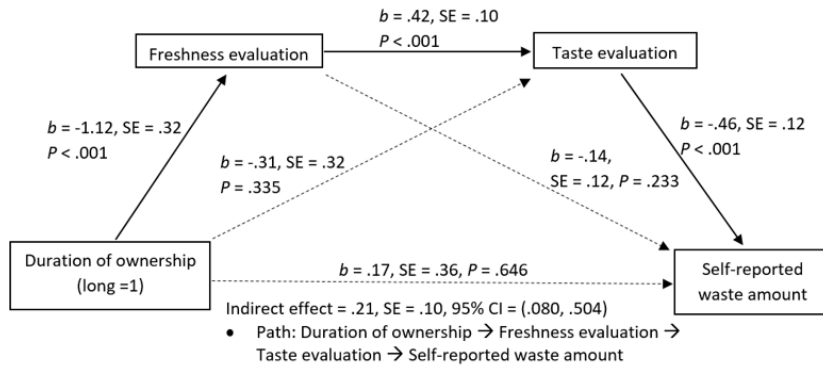 b = .42, SE = .10
P < .001
Freshness evaluation
Taste evaluation
b = -1.12, SE = .32
P < .001
b = -.31, SE = .32
P = .335
b = -.14,
SE = .12, P = .233
b = -.46, SE = .12
P < .001
Duration of ownership
(long =1)
b = .17, SE = .36, P = .646
Self-reported
waste amount
Indirect effect = .21, SE = .10, 95% CI = (.080, .504)
• Path: Duration of ownership → Freshness evaluation →
Taste evaluation → Self-reported waste amount